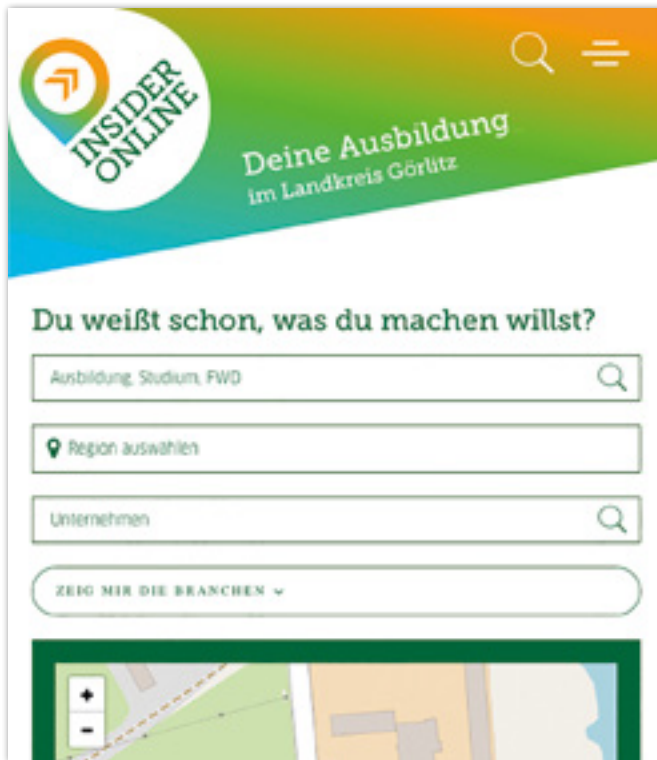 INSIDER
ONLINE
Deine Ausbildung
im Landkreis Görlitz
Du weißt schon, was du machen willst?
Ausbildung, Studium, FWD
Region auswählen
Unternehmen
ZEIG MIR DIE BRANCHEN
+
-